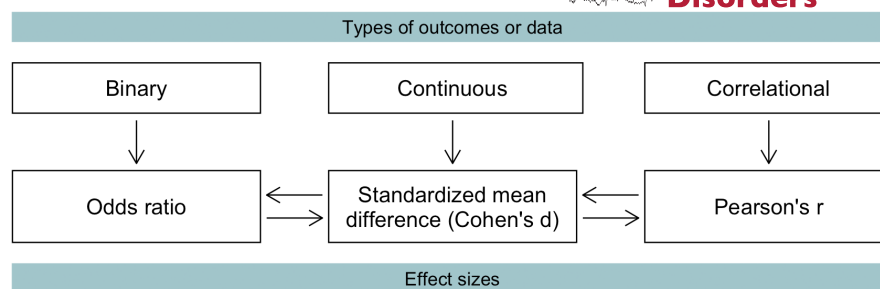 Disorders
Types of outcomes or data
Binary
Continuous
Correlational
Odds ratio
Standardized mean
difference (Cohen's d)
Pearson's r
Effect sizes